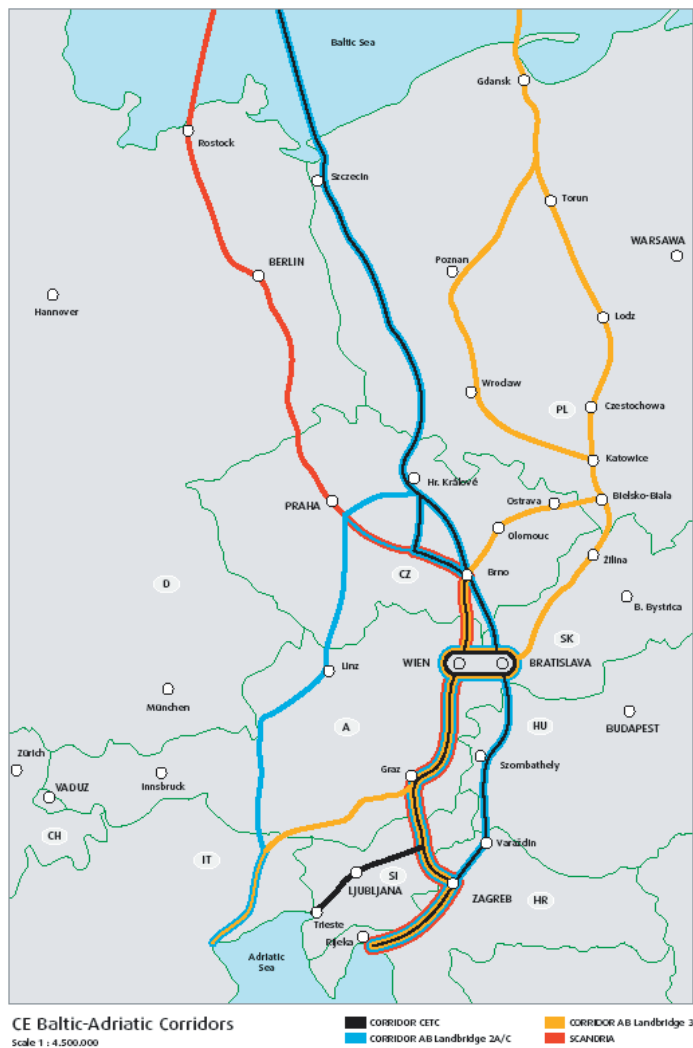 Baltic Sea
Gdansk
Rostock
Szczecin
Torun
WARSAWA
Poznan
BERLIN
Hannover
Lodz
Wroclaw
PL
Czestochowa
Katowice
Hr. Králové
Ostrava
Bielsko-Biala
PRAHA
Olomouc
Žilina
D
CZ
Brno
B. Bystrica
SK
WIEN
BRATISLAVA
Linz
München
A
HU
BUDAPEST
Zürich
Graz
Szombathely
VADUZ
Innsbruck
CH
IT
Varaždin
SI
LJUBLJANA
ZAGREB
HR
Trieste
Rijeka
Adriatic
Sea
CE Baltic-Adriatic Corridors
Scale 1 : 4.500.000
CORRIDOR CETC
CORRIDOR AB Landbridge 2A/C
CORRIDOR AB Landbridge 3
SCANDRIA